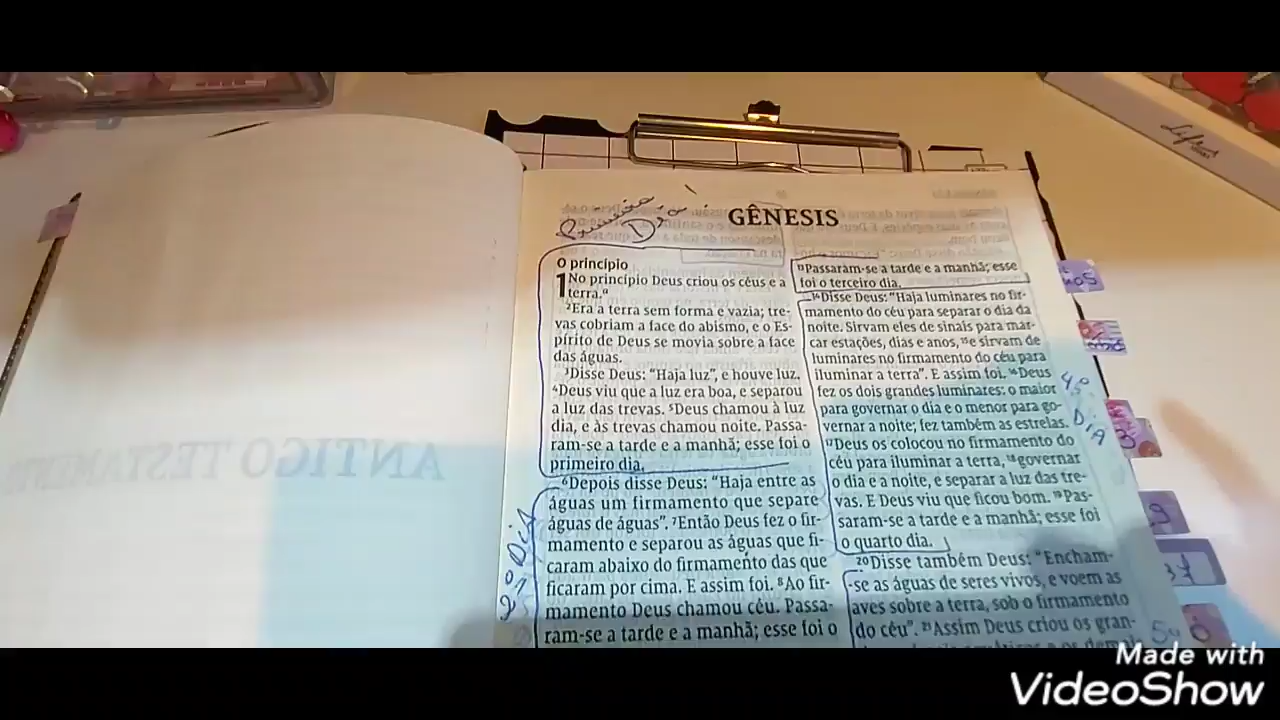 GÊNESIS
Primeiro
Dia
O princípio
1 No princípio Deus criou os céus e a
terra.ª
²Era a terra sem forma e vazia; tre-
vas cobriam a face do abismo, e o Es-
pírito de Deus se movia sobre a face
das águas.
³Disse Deus: “Haja luz”, e houve luz.
⁴Deus viu que a luz era boa, e separou
a luz das trevas. ⁵Deus chamou à luz
dia, e às trevas chamou noite. Passa-
ram-se a tarde e a manhã; esse foi o
primeiro dia.
2º Dia
⁶Depois disse Deus: “Haja entre as
águas um firmamento que separe
águas de águas”. ⁷Então Deus fez o fir-
mamento e separou as águas que fi-
caram abaixo do firmamento das que
ficaram por cima. E assim foi. ⁸Ao fir-
mamento Deus chamou céu. Passa-
ram-se a tarde e a manhã; esse foi o
¹³Passaram-se a tarde e a manhã; esse
foi o terceiro dia.
¹⁴Disse Deus: “Haja luminares no fir-
mamento do céu para separar o dia da
noite. Sirvam eles de sinais para mar-
car estações, dias e anos, ¹⁵e sirvam de
luminares no firmamento do céu para
iluminar a terra”. E assim foi. ¹⁶Deus
fez os dois grandes luminares: o maior
para governar o dia e o menor para go-
vernar a noite; fez também as estrelas.
¹⁷Deus os colocou no firmamento do
céu para iluminar a terra, ¹⁸governar
o dia e a noite, e separar a luz das tre-
vas. E Deus viu que ficou bom. ¹⁹Pas-
saram-se a tarde e a manhã; esse foi
o quarto dia.
4º
DIA
²⁰Disse também Deus: “Encham-
-se as águas de seres vivos, e voem as
aves sobre a terra, sob o firmamento
do céu”. ²¹Assim Deus criou os gran-
ANTIGO TESTAMENTO
Made with
VideoShow